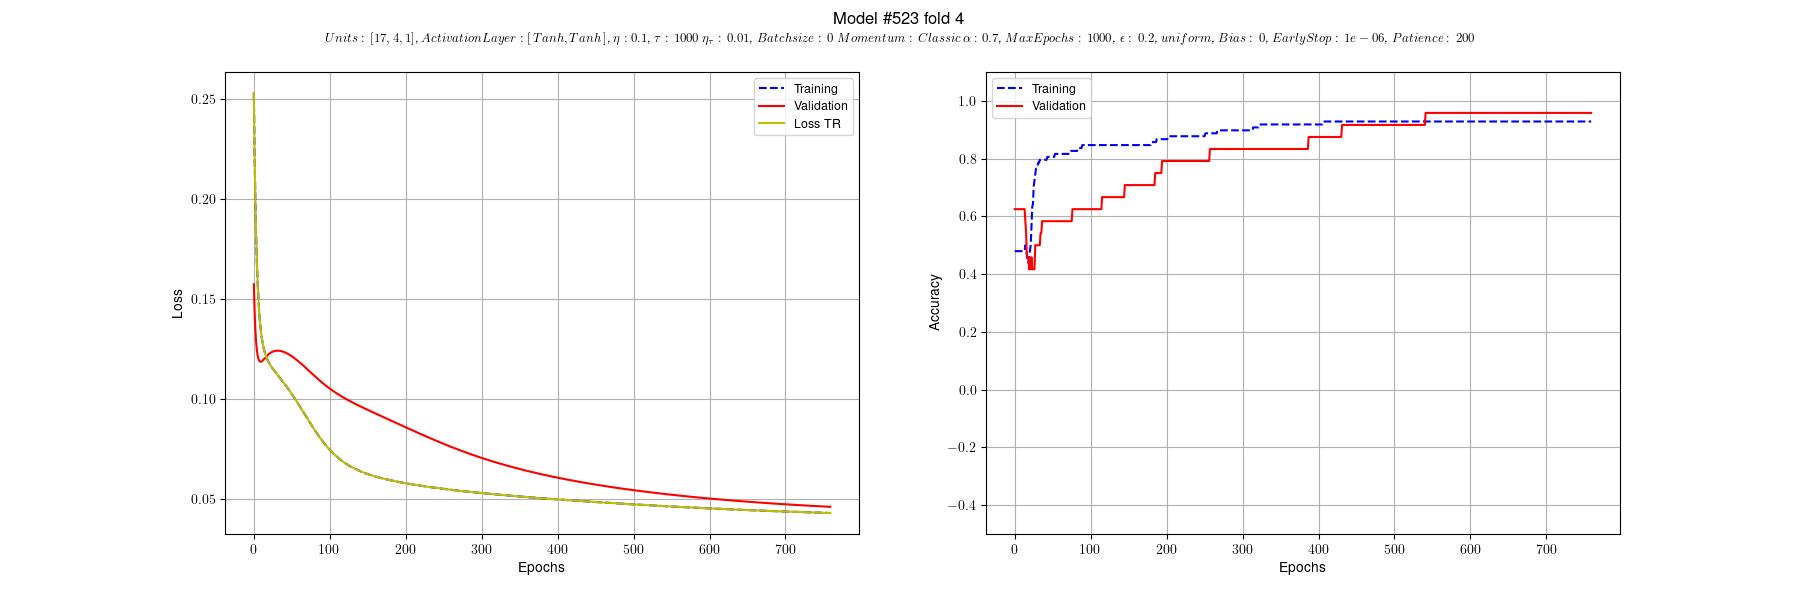 Model #523 fold 4
Units : [17, 4, 1], ActivationLayer : [Tanh, Tanh], η : 0.1, τ : 1000 ητ : 0.01, Batchsize : 0 Momentum : Classic α : 0.7, MaxEpochs : 1000, ϵ : 0.2, uniform, Bias : 0, EarlyStop : 1e − 06, Patience : 200
Training
Validation
Loss TR
0.25
0.20
0.15
0.10
0.05
Loss
0 100 200 300 400 500 600 700
Epochs
Training
Validation
1.0
0.8
0.6
0.4
0.2
0.0
−0.2
−0.4
Accuracy
0 100 200 300 400 500 600 700
Epochs